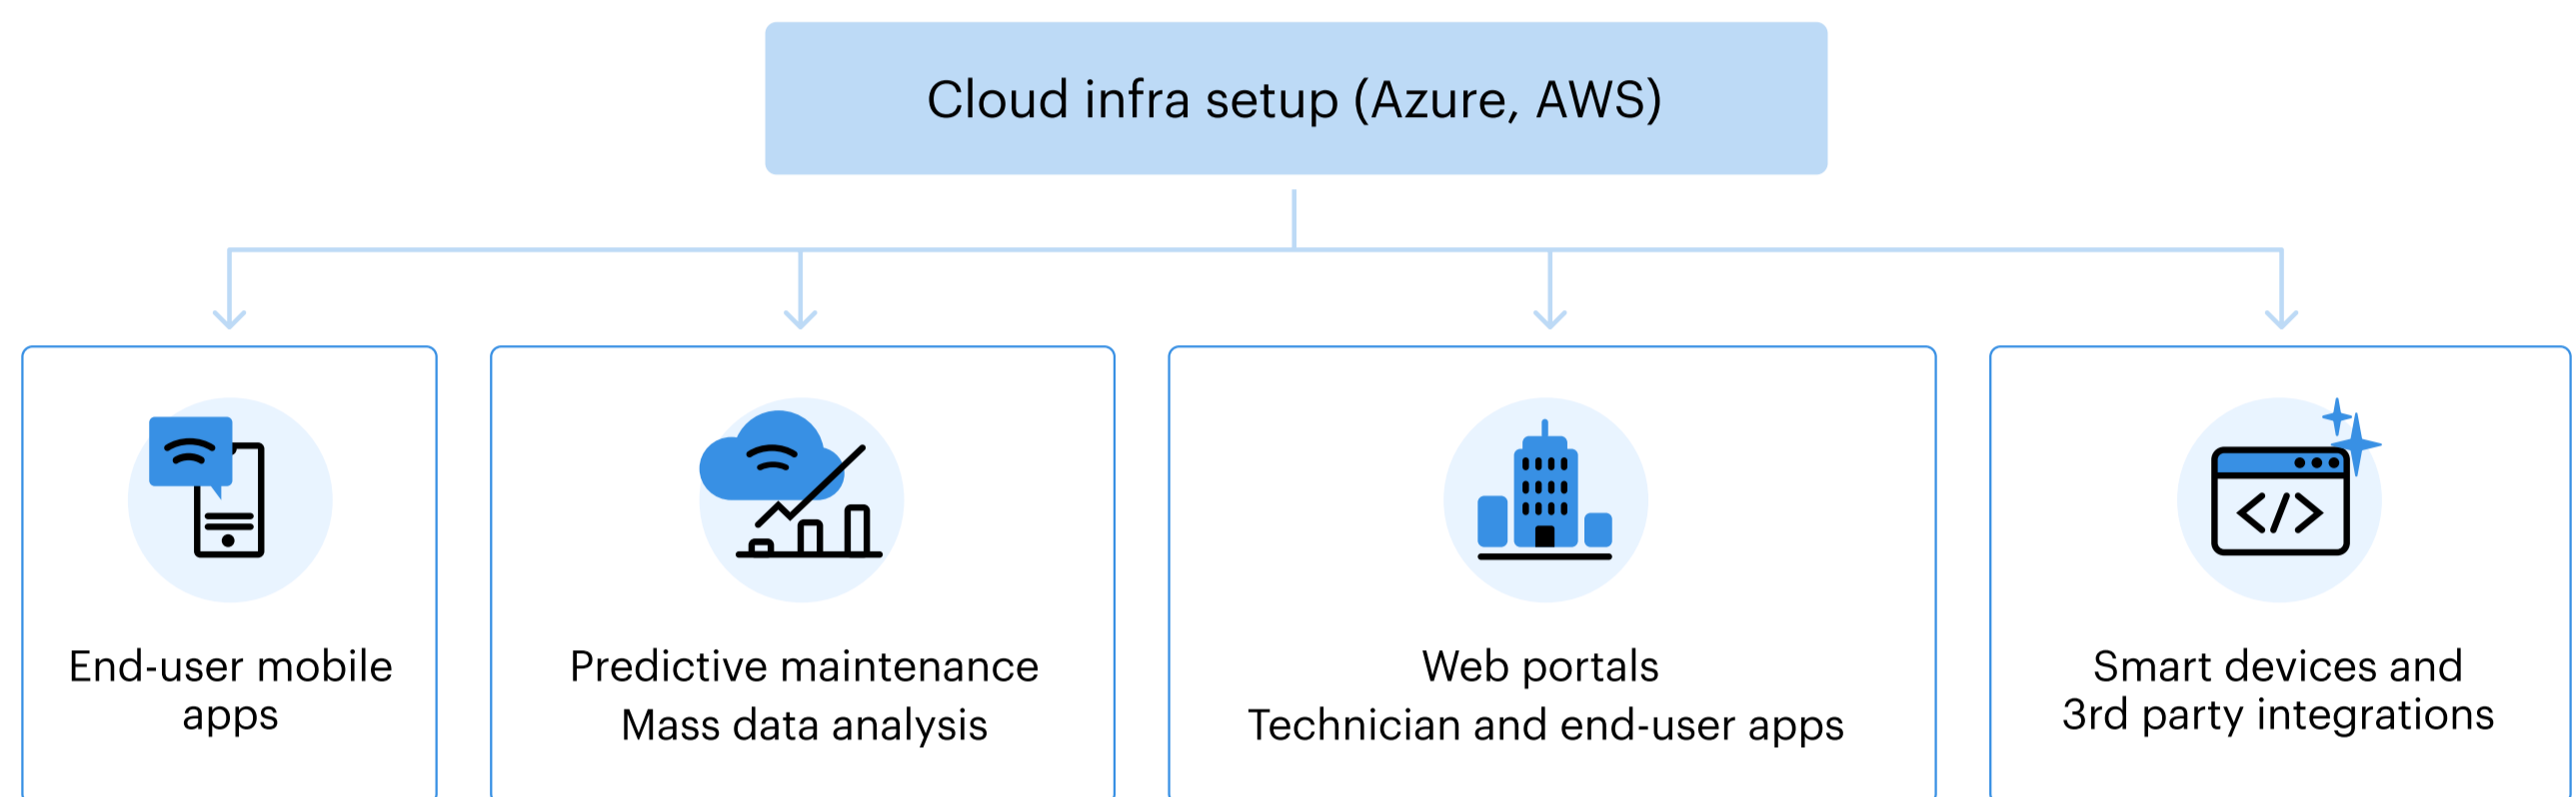 Cloud infra setup (Azure, AWS)
End-user mobile
apps
Predictive maintenance
Mass data analysis
Web portals
Technician and end-user apps
Smart devices and
3rd party integrations